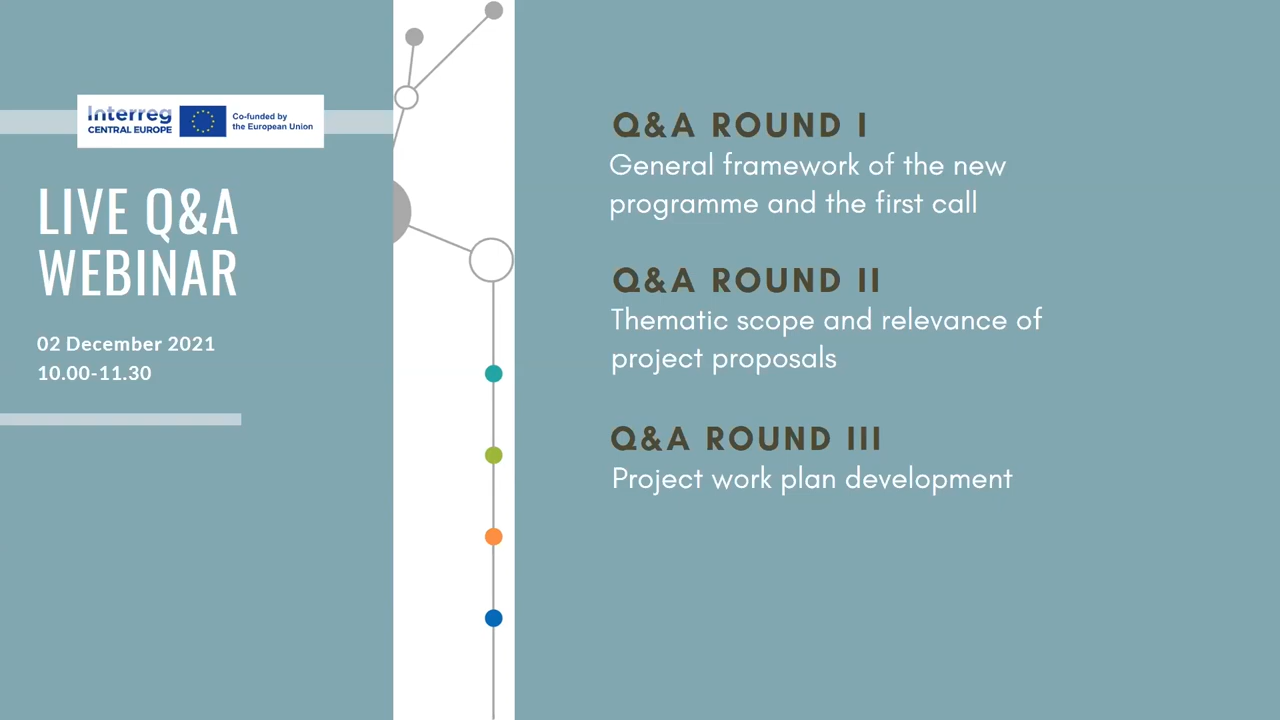 Interreg
CENTRAL EUROPE
Co-funded by
the European Union
LIVE Q&A
WEBINAR
02 December 2021
10.00-11.30
Q&A ROUND I
General framework of the new
programme and the first call
Q&A ROUND II
Thematic scope and relevance of
project proposals
Q&A ROUND III
Project work plan development